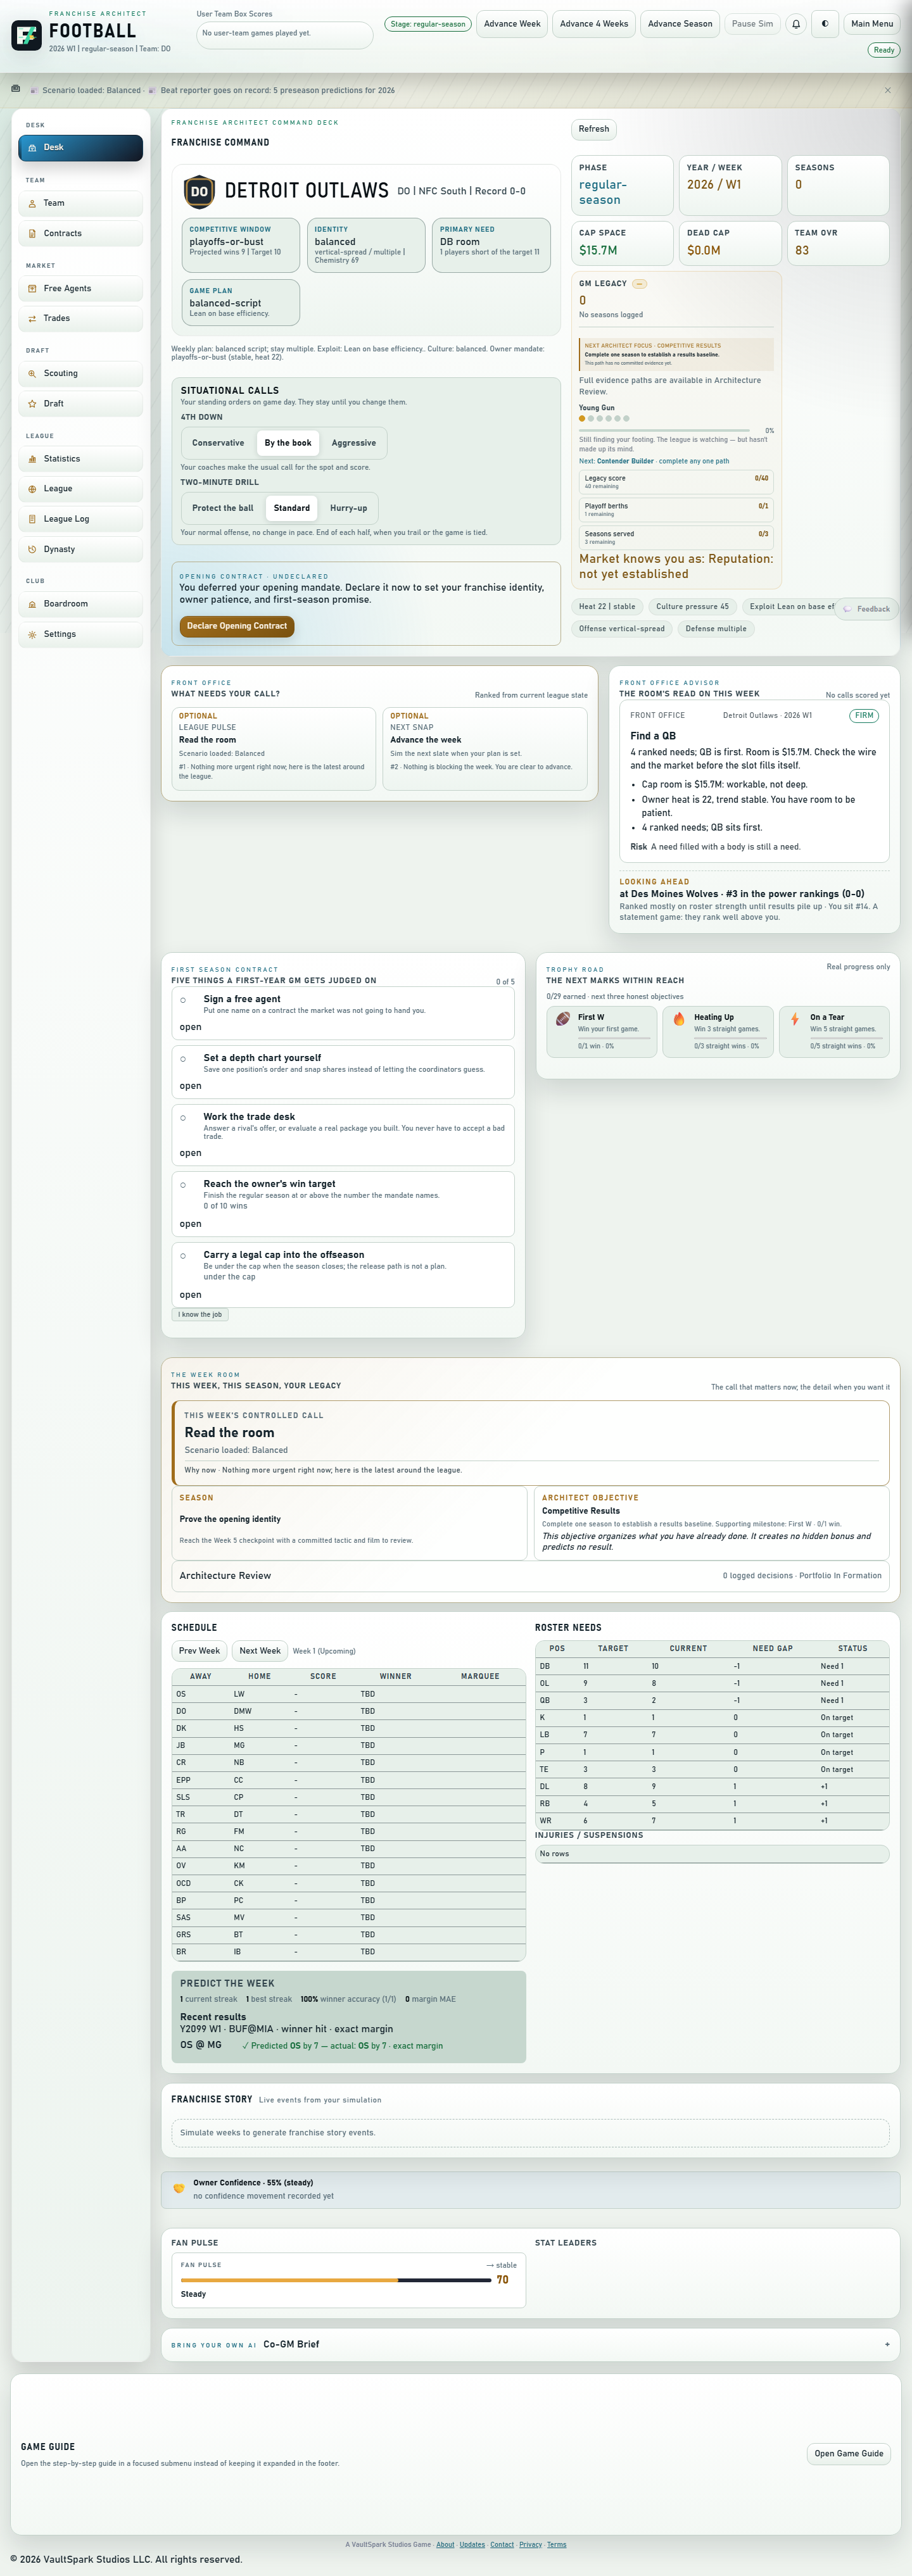 FRANCHISE ARCHITECT
FOOTBALL
2026 W1 | regular-season | Team: DO
User Team Box Scores
No user-team games played yet.
Stage: regular-season
Advance Week
Advance 4 Weeks
Advance Season
Pause Sim
Main Menu
Ready
Scenario loaded: Balanced ·
Beat reporter goes on record: 5 preseason predictions for 2026
×
DESK
Desk
TEAM
Team
Contracts
MARKET
Free Agents
Trades
DRAFT
Scouting
Draft
LEAGUE
Statistics
League
League Log
Dynasty
CLUB
Boardroom
Settings
FRANCHISE ARCHITECT COMMAND DECK
FRANCHISE COMMAND
DO
DETROIT OUTLAWS
DO | NFC South | Record 0-0
COMPETITIVE WINDOW
playoffs-or-bust
Projected wins 9 | Target 10
IDENTITY
balanced
vertical-spread / multiple |
Chemistry 69
PRIMARY NEED
DB room
1 players short of the target 11
GAME PLAN
balanced-script
Lean on base efficiency.
Weekly plan: balanced script; stay multiple. Exploit: Lean on base efficiency.. Culture: balanced. Owner mandate:
playoffs-or-bust (stable, heat 22).
SITUATIONAL CALLS
Your standing orders on game day. They stay until you change them.
4TH DOWN
Conservative
By the book
Aggressive
Your coaches make the usual call for the spot and score.
TWO-MINUTE DRILL
Protect the ball
Standard
Hurry-up
Your normal offense, no change in pace. End of each half, when you trail or the game is tied.
OPENING CONTRACT · UNDECLARED
You deferred your opening mandate. Declare it now to set your franchise identity,
owner patience, and first-season promise.
Declare Opening Contract
Refresh
PHASE
regular-
season
YEAR / WEEK
2026 / W1
SEASONS
0
CAP SPACE
$15.7M
DEAD CAP
$0.0M
TEAM OVR
83
GM LEGACY
—
0
No seasons logged
NEXT ARCHITECT FOCUS · COMPETITIVE RESULTS
Complete one season to establish a results baseline.
This path has no committed evidence yet.
Full evidence paths are available in Architecture
Review.
Young Gun
0%
Still finding your footing. The league is watching — but hasn't
made up its mind.
Next: Contender Builder · complete any one path
Legacy score
40 remaining
0/40
Playoff berths
1 remaining
0/1
Seasons served
3 remaining
0/3
Market knows you as: Reputation:
not yet established
Heat 22 | stable
Culture pressure 45
Exploit Lean on base ef
Feedback
Offense vertical-spread
Defense multiple
FRONT OFFICE
WHAT NEEDS YOUR CALL?
Ranked from current league state
OPTIONAL
LEAGUE PULSE
Read the room
Scenario loaded: Balanced
#1 · Nothing more urgent right now; here is the latest around
the league.
OPTIONAL
NEXT SNAP
Advance the week
Sim the next slate when your plan is set.
#2 · Nothing is blocking the week. You are clear to advance.
FRONT OFFICE ADVISOR
THE ROOM'S READ ON THIS WEEK
No calls scored yet
FRONT OFFICE
Detroit Outlaws · 2026 W1
FIRM
Find a QB
4 ranked needs; QB is first. Room is $15.7M. Check the wire
and the market before the slot fills itself.
• Cap room is $15.7M: workable, not deep.
• Owner heat is 22, trend stable. You have room to be
patient.
• 4 ranked needs; QB sits first.
Risk A need filled with a body is still a need.
LOOKING AHEAD
at Des Moines Wolves · #3 in the power rankings (0-0)
Ranked mostly on roster strength until results pile up · You sit #14. A
statement game: they rank well above you.
FIRST SEASON CONTRACT
FIVE THINGS A FIRST-YEAR GM GETS JUDGED ON
0 of 5
Sign a free agent
Put one name on a contract the market was not going to hand you.
open
Set a depth chart yourself
Save one position's order and snap shares instead of letting the coordinators guess.
open
Work the trade desk
Answer a rival's offer, or evaluate a real package you built. You never have to accept a bad
trade.
open
Reach the owner's win target
Finish the regular season at or above the number the mandate names.
0 of 10 wins
open
Carry a legal cap into the offseason
Be under the cap when the season closes; the release path is not a plan.
under the cap
open
I know the job
TROPHY ROAD
THE NEXT MARKS WITHIN REACH
Real progress only
0/29 earned · next three honest objectives
First W
Win your first game.
0/1 win · 0%
Heating Up
Win 3 straight games.
0/3 straight wins · 0%
On a Tear
Win 5 straight games.
0/5 straight wins · 0%
THE WEEK ROOM
THIS WEEK, THIS SEASON, YOUR LEGACY
The call that matters now, the detail when you want it
THIS WEEK'S CONTROLLED CALL
Read the room
Scenario loaded: Balanced
Why now · Nothing more urgent right now; here is the latest around the league.
SEASON
Prove the opening identity
Reach the Week 5 checkpoint with a committed tactic and film to review.
ARCHITECT OBJECTIVE
Competitive Results
Complete one season to establish a results baseline. Supporting milestone: First W · 0/1 win.
This objective organizes what you have already done. It creates no hidden bonus and
predicts no result.
Architecture Review
0 logged decisions · Portfolio In Formation
SCHEDULE
Prev Week
Next Week
Week 1 (Upcoming)
AWAY HOME SCORE WINNER MARQUEE
OS LW - TBD
DO DMW - TBD
DK HS - TBD
JB MG - TBD
CR NB - TBD
EPP CC - TBD
SLS CP - TBD
TR DT - TBD
RG FM - TBD
AA NC - TBD
OV KM - TBD
OCD CK - TBD
BP PC - TBD
SAS MV - TBD
GRS BT - TBD
BR IB - TBD
PREDICT THE WEEK
1 current streak 1 best streak 100% winner accuracy (1/1) 0 margin MAE
Recent results
Y2099 W1 · BUF@MIA · winner hit · exact margin
OS @ MG ✓ Predicted OS by 7 — actual: OS by 7 · exact margin
ROSTER NEEDS
POS TARGET CURRENT NEED GAP STATUS
DB 11 10 -1 Need 1
OL 9 8 -1 Need 1
QB 3 2 -1 Need 1
K 1 1 0 On target
LB 7 7 0 On target
P 1 1 0 On target
TE 3 3 0 On target
DL 8 9 1 +1
RB 4 5 1 +1
WR 6 7 1 +1
INJURIES / SUSPENSIONS
No rows
FRANCHISE STORY Live events from your simulation
Simulate weeks to generate franchise story events.
Owner Confidence · 55% (steady)
no confidence movement recorded yet
FAN PULSE
FAN PULSE
→ stable
70
Steady
STAT LEADERS
BRING YOUR OWN AI Co-GM Brief
+
GAME GUIDE
Open the step-by-step guide in a focused submenu instead of keeping it expanded in the footer.
Open Game Guide
A VaultSpark Studios Game · About · Updates · Contact · Privacy · Terms
© 2026 VaultSpark Studios LLC. All rights reserved.